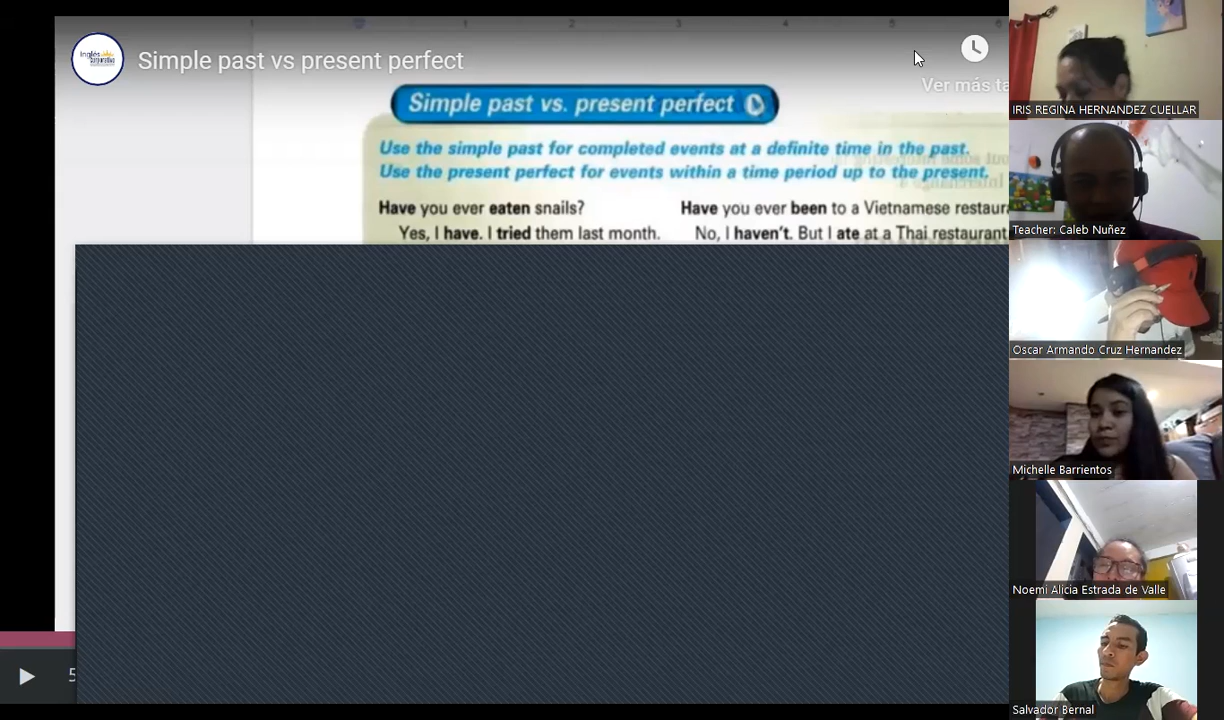 Inglés
corporativo
Simple past vs present perfect
Ver más ta
Simple past vs. present perfect
Use the simple past for completed events at a definite time in the past.
Use the present perfect for events within a time period up to the present.
Have you ever eaten snails?
Yes, I have. I tried them last month.
Have you ever been to a Vietnamese restaur
No, I haven't. But I ate at a Thai restaurant
5
IRIS REGINA HERNANDEZ CUELLAR
Teacher: Caleb Nuñez
Oscar Armando Cruz Hernandez
Michelle Barrientos
Noemi Alicia Estrada de Valle
Salvador Bernal